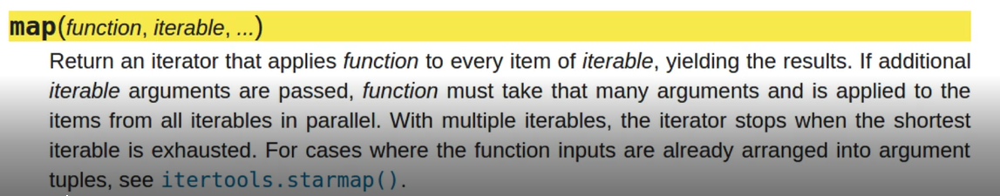 map(function, iterable, ...)
Return an iterator that applies function to every item of iterable, yielding the results. If additional
iterable arguments are passed, function must take that many arguments and is applied to the
items from all iterables in parallel. With multiple iterables, the iterator stops when the shortest
iterable is exhausted. For cases where the function inputs are already arranged into argument
tuples, see itertools.starmap().